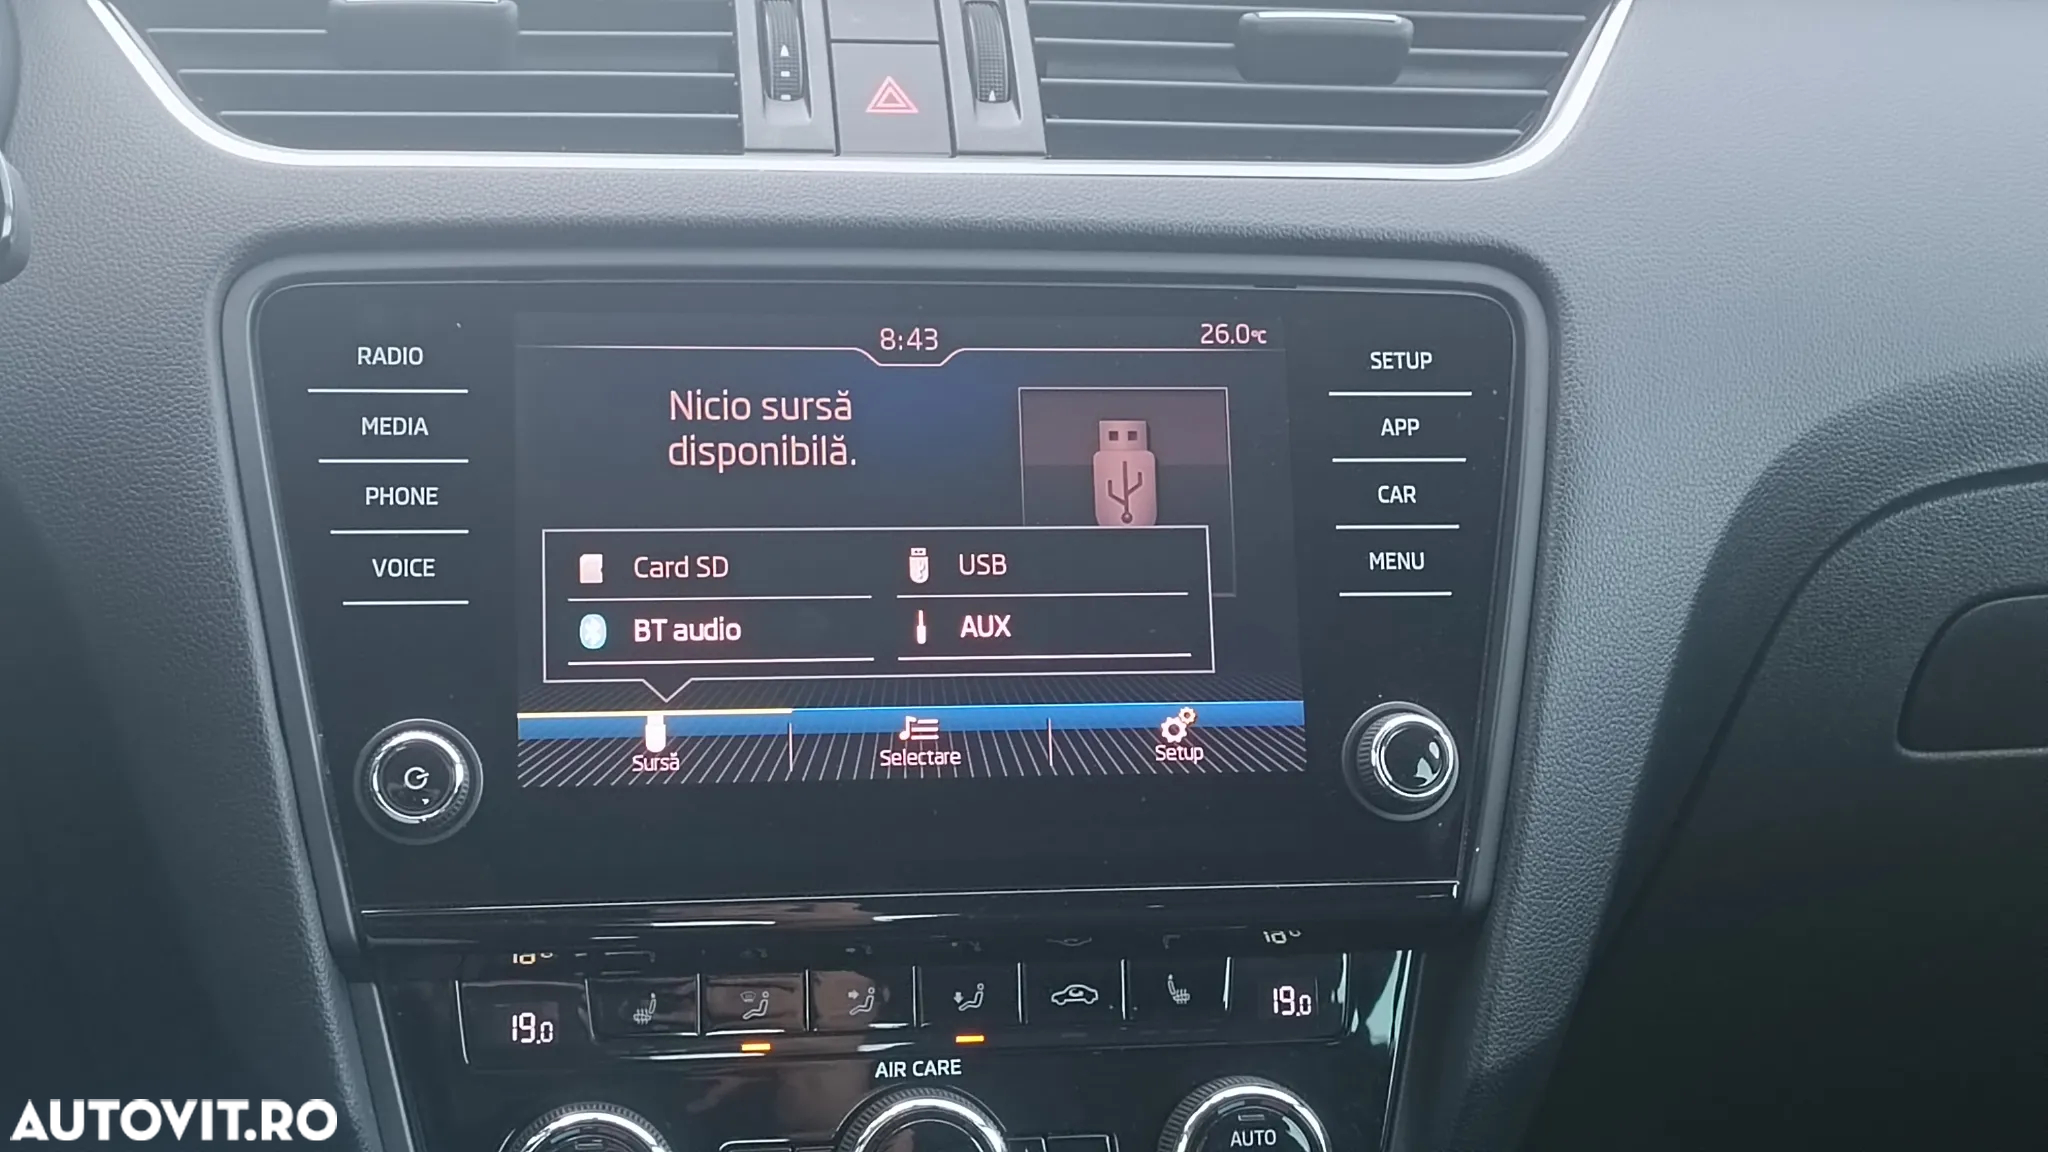 8:43
26.0°C
RADIO
MEDIA
PHONE
VOICE
Nicio sursă
disponibilă.
Card SD
USB
BT audio
AUX
Sursă
Selectare
Setup
SETUP
APP
CAR
MENU
19.0
19.0
AIR CARE
AUTO
AUTOVIT.RO